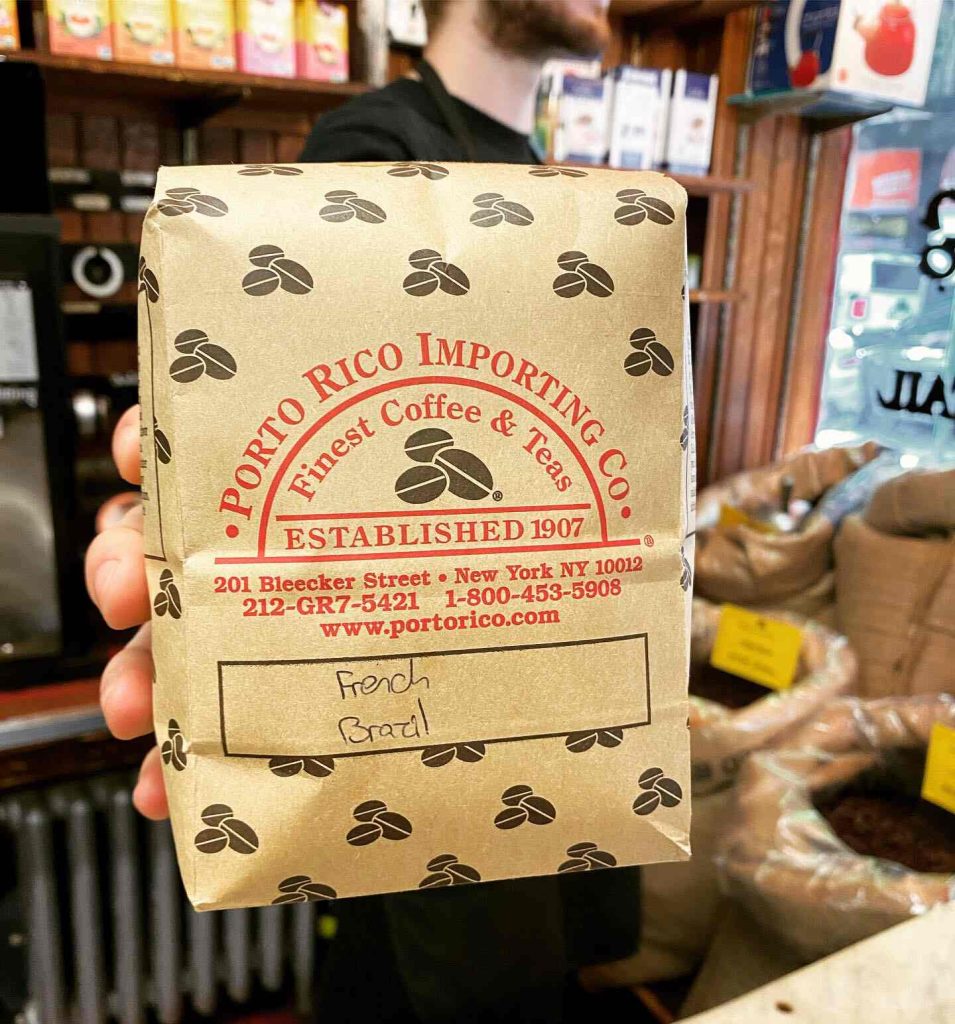 PORTO RICO IMPORTING CO
Finest Coffee & Teas
®
ESTABLISHED 1907
®
201 Bleecker Street • New York NY 10012
212-GR7-5421 1-800-453-5908
www.portorico.com
French
Brazil